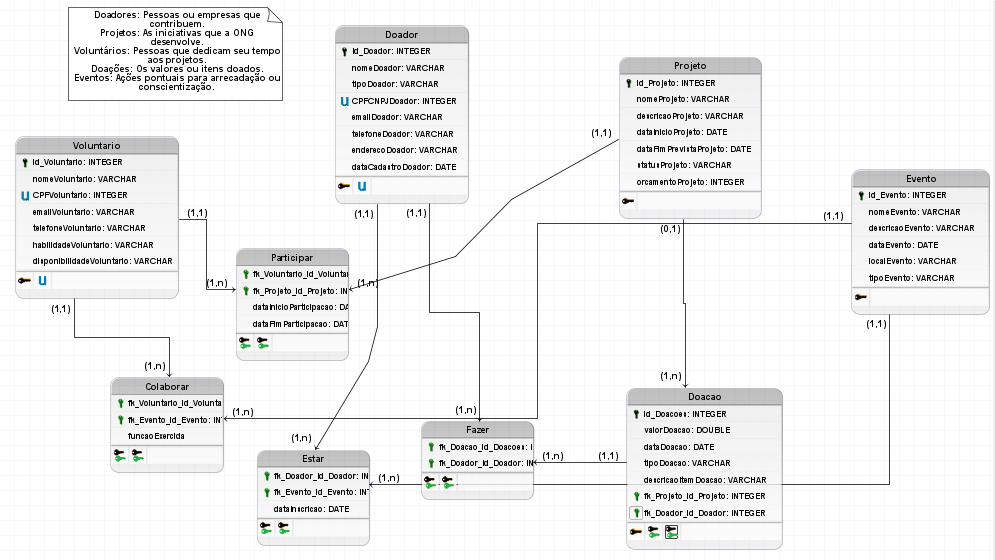 Doadores: Pessoas ou empresas que
contribuem.
Projetos: As iniciativas que a ONG
desenvolve.
Voluntários: Pessoas que dedicam seu tempo
aos projetos.
Doações: Os valores ou itens doados.
Eventos: Ações pontuais para arrecadação ou
conscientização.
Doador
id_Doador: INTEGER
nomeDoador: VARCHAR
tipoDoador: VARCHAR
CPFCNPJDoador: INTEGER
emailDoador: VARCHAR
telefoneDoador: VARCHAR
enderecoDoador: VARCHAR
dataCadastroDoador: DATE
Projeto
id_Projeto: INTEGER
nomeProjeto: VARCHAR
descricaoProjeto: VARCHAR
dataInicioProjeto: DATE
dataFimPrevistaProjeto: DATE
statusProjeto: VARCHAR
orcamentoProjeto: INTEGER
Voluntario
id_Voluntario: INTEGER
nomeVoluntario: VARCHAR
CPFVoluntario: INTEGER
emailVoluntario: VARCHAR
telefoneVoluntario: VARCHAR
habilidadeVoluntario: VARCHAR
disponibilidadeVoluntario: VARCHAR
Evento
id_Evento: INTEGER
nomeEvento: VARCHAR
descricaoEvento: VARCHAR
dataEvento: DATE
localEvento: VARCHAR
tipoEvento: VARCHAR
(1,1)
(1,1)
(1,1)
(1,1)
(1,1)
(0,1)
Participar
fk_Voluntario_id_Voluntar
fk_Projeto_id_Projeto: IN
dataInicioParticipacao: DA
dataFimParticipacao: DAT
(1,n)
(1,n)
(1,1)
(1,1)
(1,n)
(1,n)
Colaborar
fk_Voluntario_id_Volunta
fk_Evento_id_Evento: IN
funcaoExercida
(1,n)
(1,n)
(1,n)
Fazer
fk_Doacao_id_Doacoes: I
fk_Doador_id_Doador: IN
(1,n)
(1,1)
Estar
fk_Doador_id_Doador: IN
fk_Evento_id_Evento: INT
dataInscricao: DATE
(1,n)
Doacao
id_Doacoes: INTEGER
valorDoacao: DOUBLE
dataDoacao: DATE
tipoDoacao: VARCHAR
descricaoItemDoacao: VARCHAR
fk_Projeto_id_Projeto: INTEGER
fk_Doador_id_Doador: INTEGER